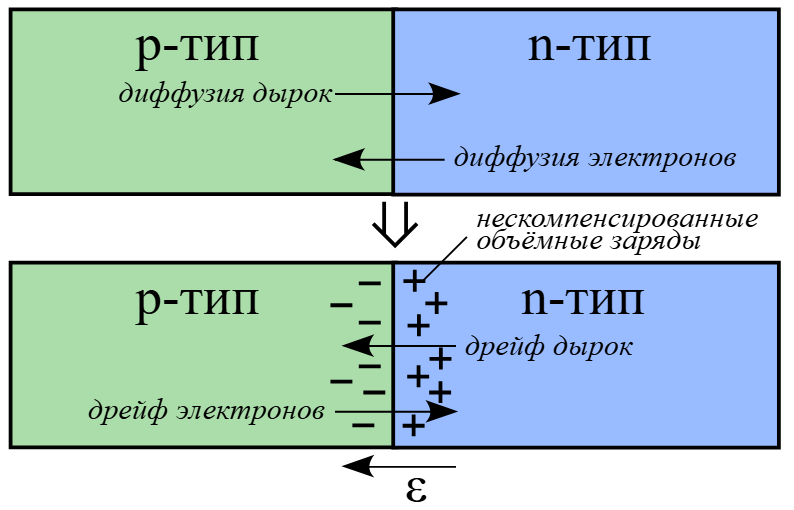 p-тип
n-тип
диффузия дырок
диффузия электронов
нескомпенсированные
объёмные заряды
p-тип
n-тип
дрейф дырок
дрейф электронов
ε